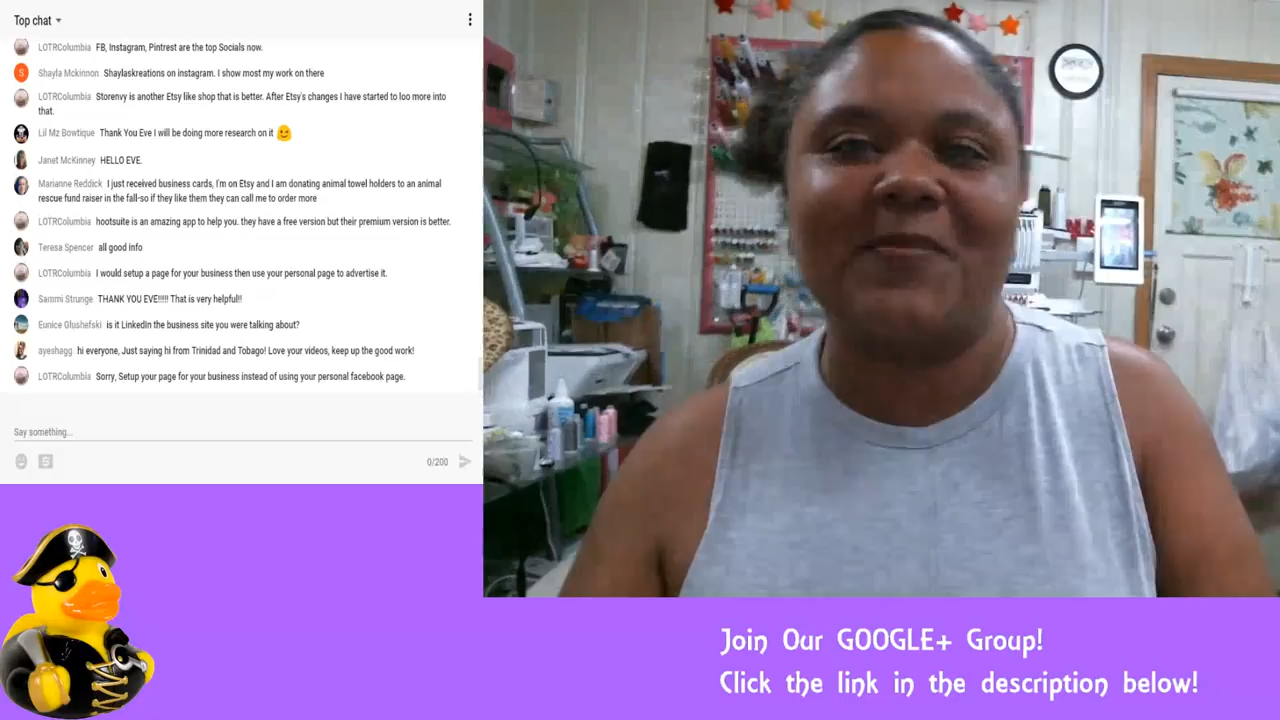 Top chat
LOTRColumbia FB, Instagram, Pintrest are the top Socials now.
S Shayla Mckinnon Shaylaskreations on instagram. I show most my work on there
LOTRColumbia Storenvy is another Etsy like shop that is better. After Etsy's changes I have started to loo more into
that.
Lil Mz Bowtique Thank You Eve I will be doing more research on it 😉
Janet McKinney HELLO EVE.
Marianne Reddick I just received business cards, I'm on Etsy and I am donating animal towel holders to an animal
rescue fund raiser in the fall-so if they like them they can call me to order more
LOTRColumbia hootsuite is an amazing app to help you. they have a free version but their premium version is better.
Teresa Spencer all good info
LOTRColumbia I would setup a page for your business then use your personal page to advertise it.
Sammi Strunge THANK YOU EVE!!!!! That is very helpful!!
Eunice Glushefski is it LinkedIn the business site you were talking about?
ayeshagg hi everyone, Just saying hi from Trinidad and Tobago! Love your videos, keep up the good work!
LOTRColumbia Sorry, Setup your page for your business instead of using your personal facebook page.
Say something...
0/200
Join Our GOOGLE+ Group!
Click the link in the description below!